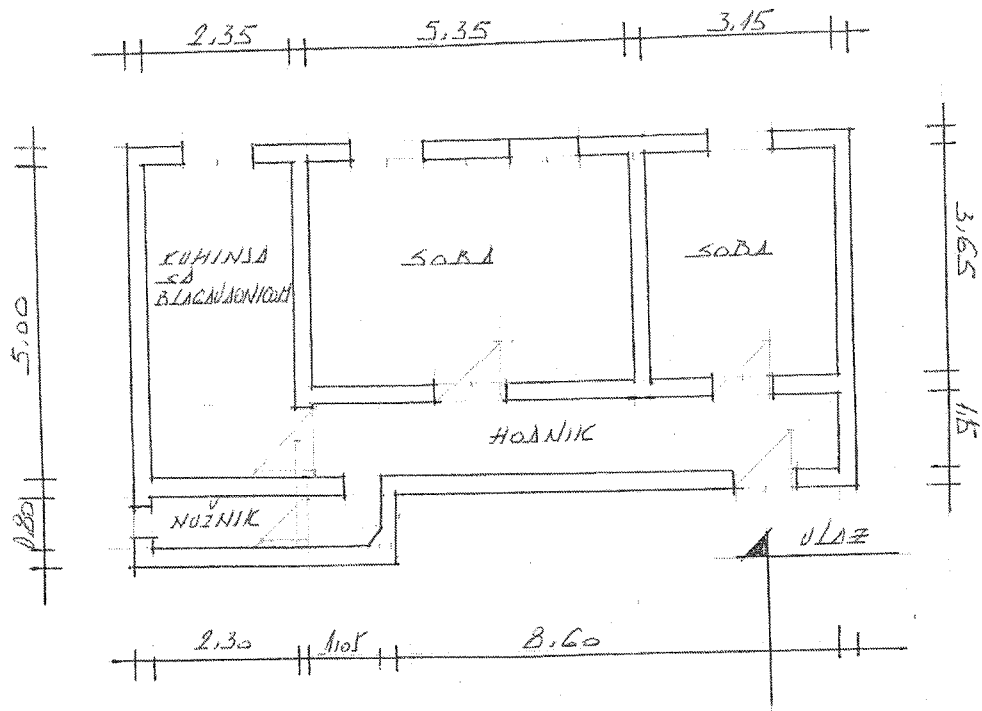 2.35
5.35
3.15
3.65
1.15
5.00
0.80
KUHINJA
SA
BLAGAVAONICOM
SOBA
SOBA
HODNIK
NUŽNIK
ULAZ
2.30
1.05
8.60